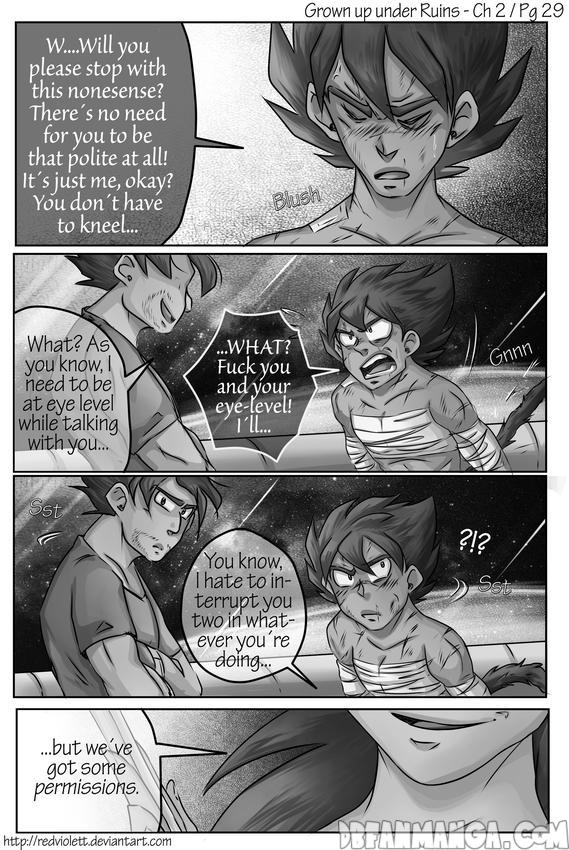 Grown up under Ruins - Ch 2 / Pg 29
W....Will you
please stop with
this nonesense?
There´s no need
for you to be
that polite at all!
It´s just me, okay?
You don´t have
to kneel...
Blush
What? As
you know, I
need to be
at eye level
while talking
with you...
...WHAT?
Fuck you
and your
eye-level!
I´ll...
Gnnn
Sst
You know,
I hate to in-
terrupt you
two in what-
ever you´re
doing...
?!?
Sst
...but we´ve
got some
permissions.
http://redviolett.deviantart.com
DBFANMANGA.COM